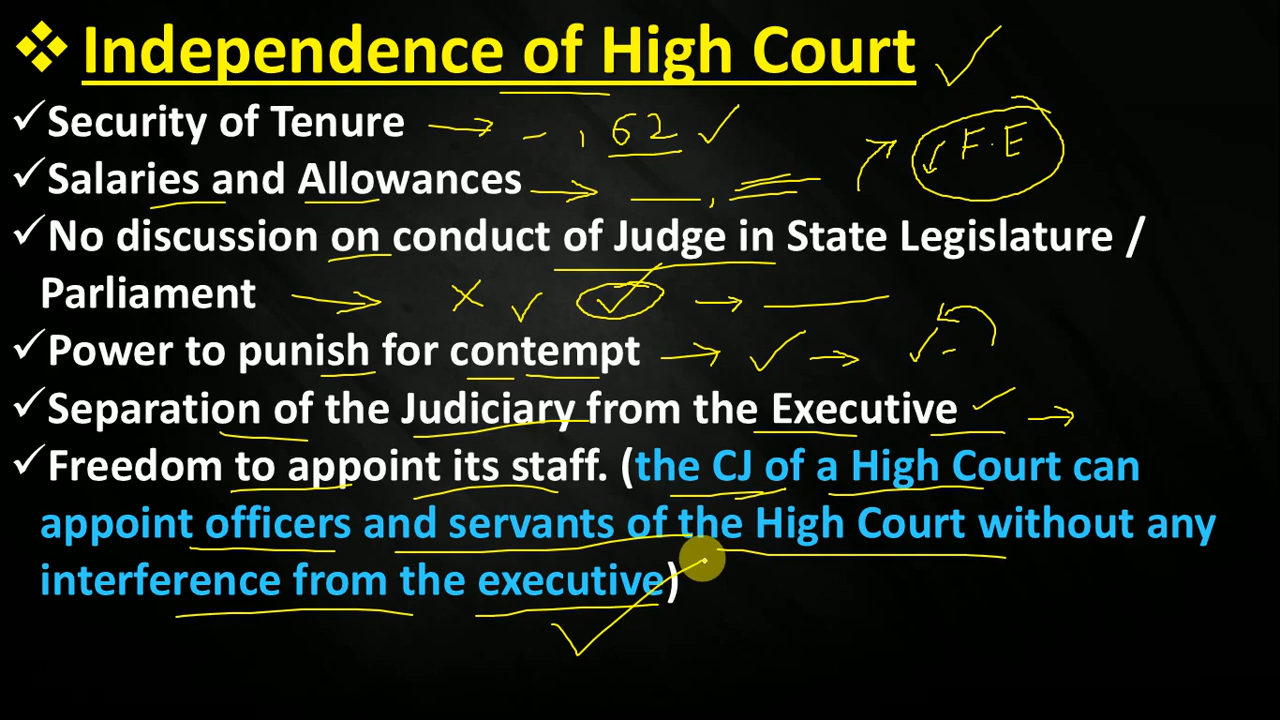 ❖ Independence of High Court ✓
✓Security of Tenure → - , 62 ✓
✓Salaries and Allowances → F.E
✓No discussion on conduct of Judge in State Legislature /
Parliament → × ✓ ✓ →
✓Power to punish for contempt → ✓ → ✓
✓Separation of the Judiciary from the Executive ✓ →
✓Freedom to appoint its staff. (the CJ of a High Court can
appoint officers and servants of the High Court without any
interference from the executive)